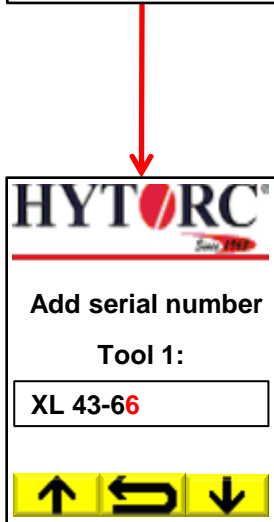 HYTORC®
Since 1968
Add serial number
Tool 1:
XL 43-66